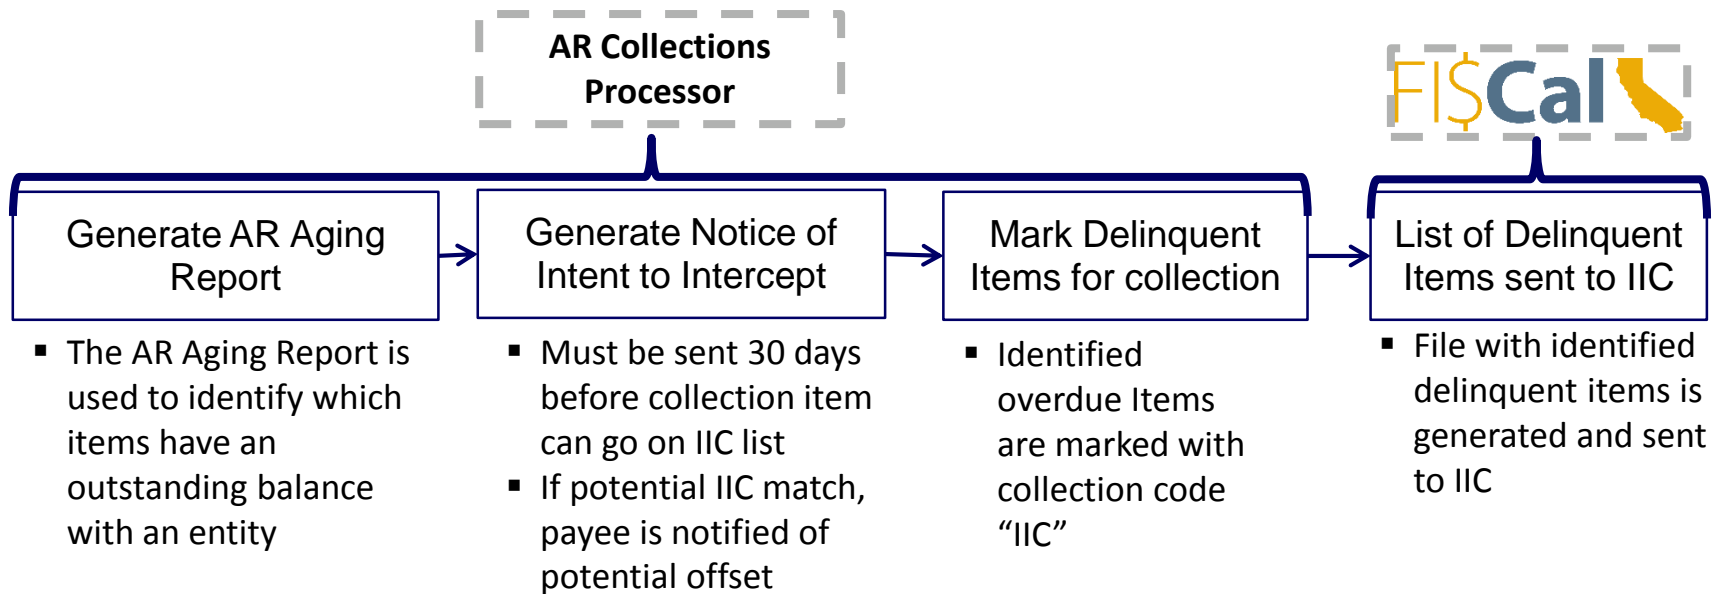 AR Collections
Processor
FI$Cal
Generate AR Aging
Report
Generate Notice of
Intent to Intercept
Mark Delinquent
Items for collection
List of Delinquent
Items sent to IIC
▪ The AR Aging Report is
used to identify which
items have an
outstanding balance
with an entity
▪ Must be sent 30 days
before collection item
can go on IIC list
▪ If potential IIC match,
payee is notified of
potential offset
▪ Identified
overdue Items
are marked with
collection code
“IIC”
▪ File with identified
delinquent items is
generated and sent
to IIC